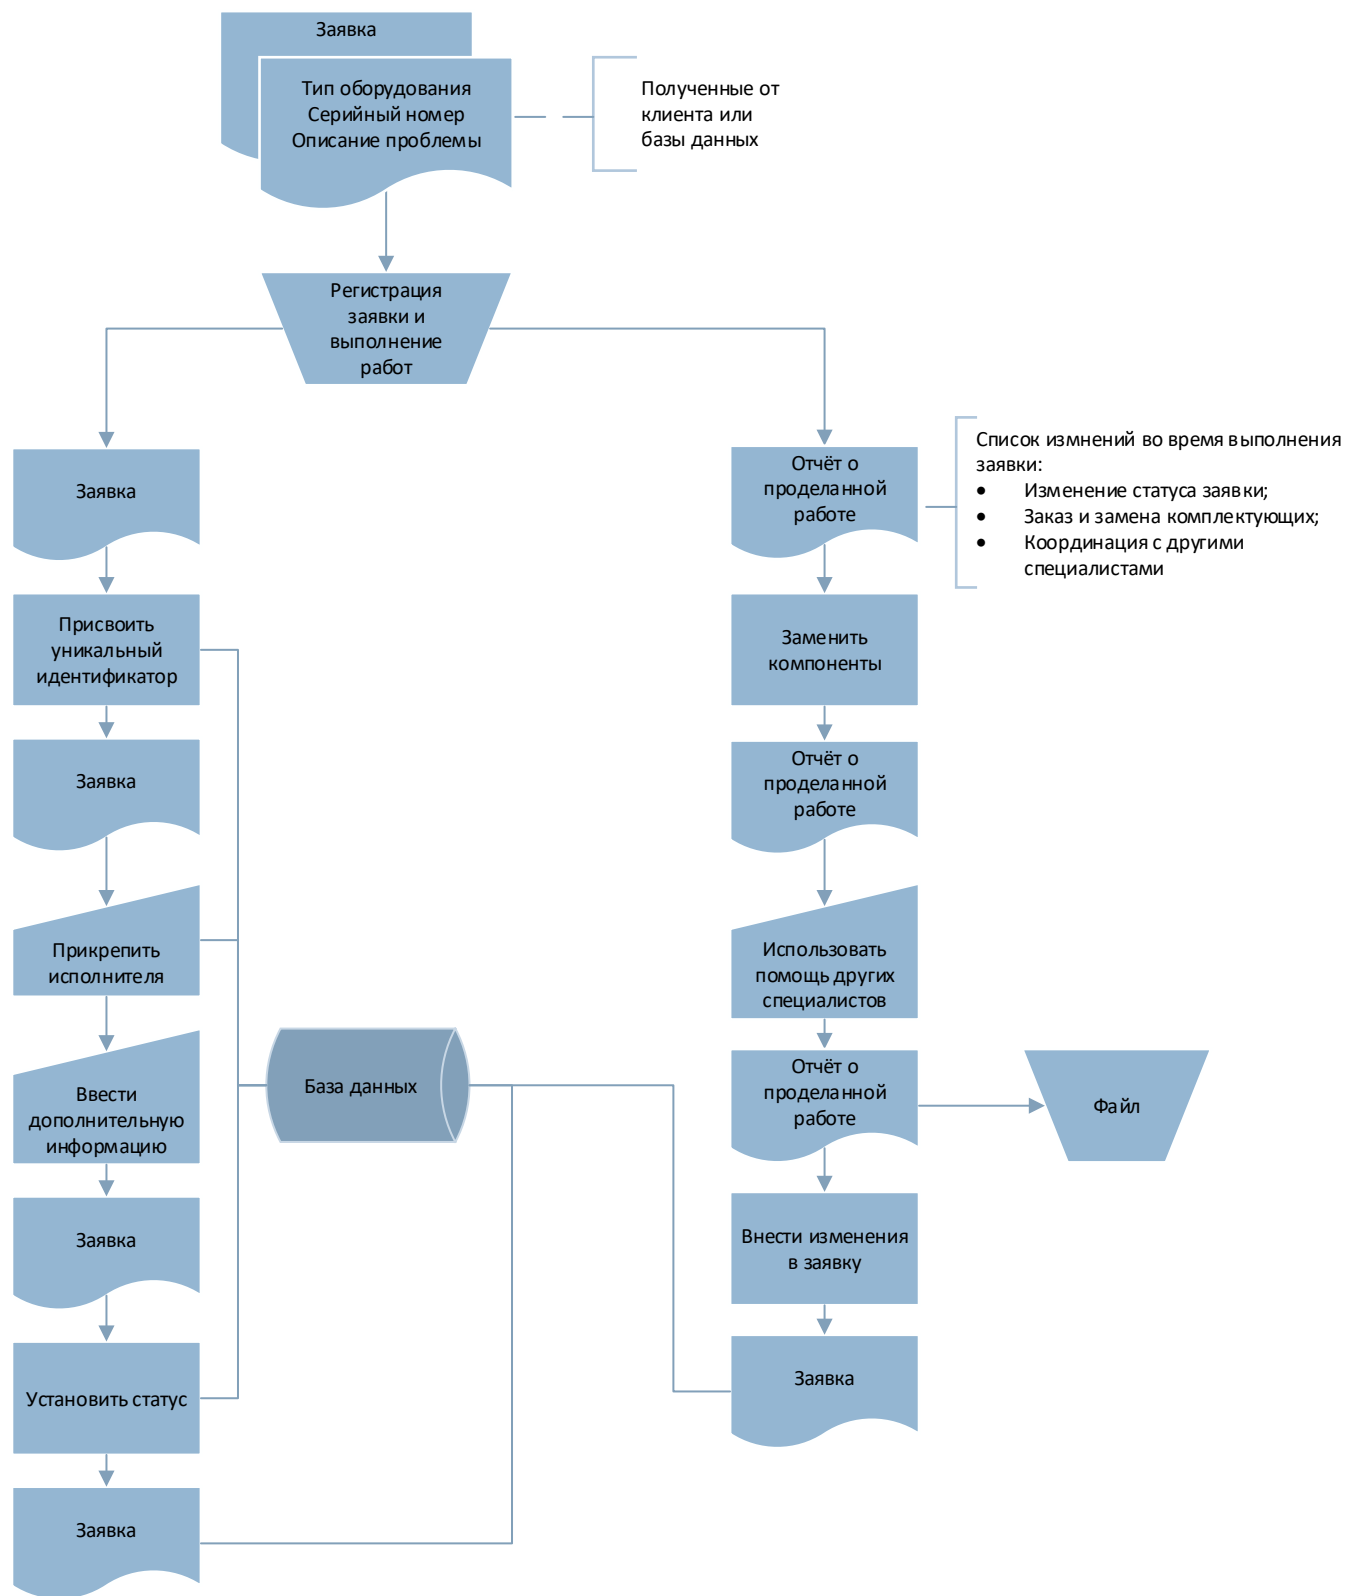 Заявка
Тип оборудования
Серийный номер
Описание проблемы
Полученные от
клиента или
базы данных
Регистрация
заявки и
выполнение
работ
Заявка
Присвоить
уникальный
идентификатор
Заявка
Прикрепить
исполнителя
Ввести
дополнительную
информацию
Заявка
Установить статус
Заявка
База данных
Отчёт о
проделанной
работе
Список измнений во время выполнения
заявки:
• Изменение статуса заявки;
• Заказ и замена комплектующих;
• Координация с другими
специалистами
Заменить
компоненты
Отчёт о
проделанной
работе
Использовать
помощь других
специалистов
Отчёт о
проделанной
работе
Файл
Внести изменения
в заявку
Заявка